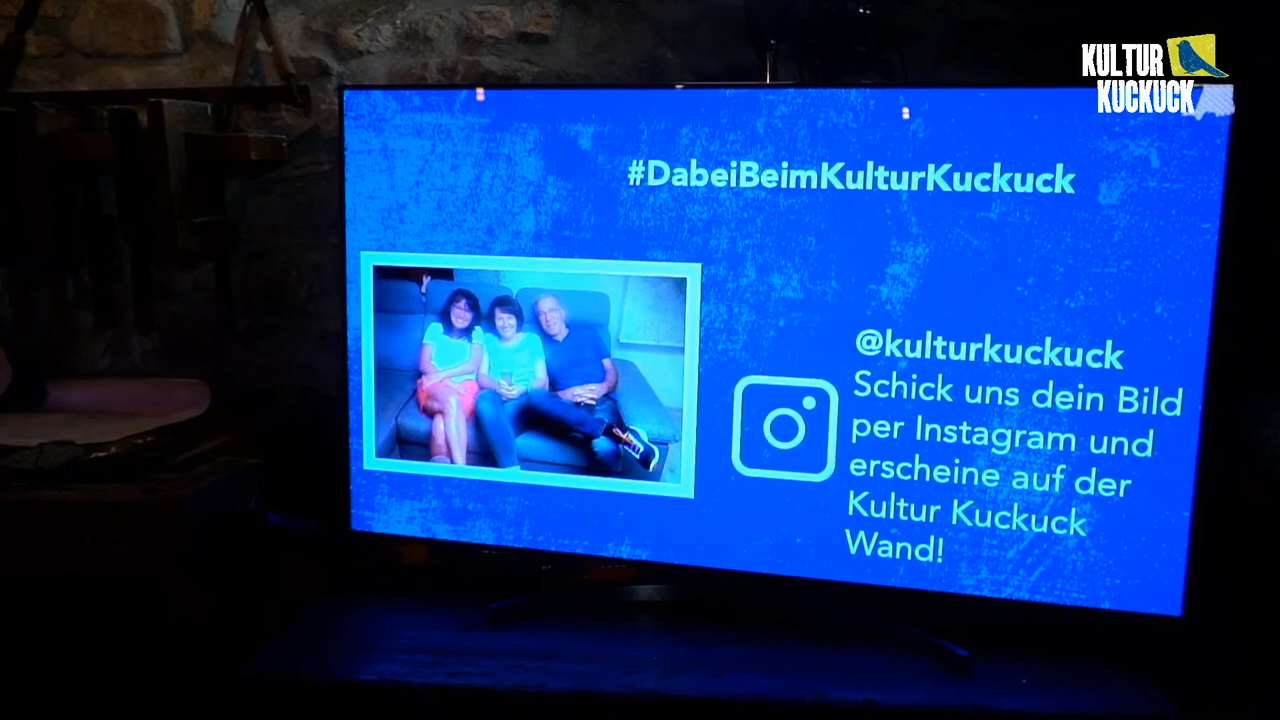 KULTUR
KUCKUCK
#DabeiBeimKulturKuckuck
@kulturkuckuck
Schick uns dein Bild
per Instagram und
erscheine auf der
Kultur Kuckuck
Wand!